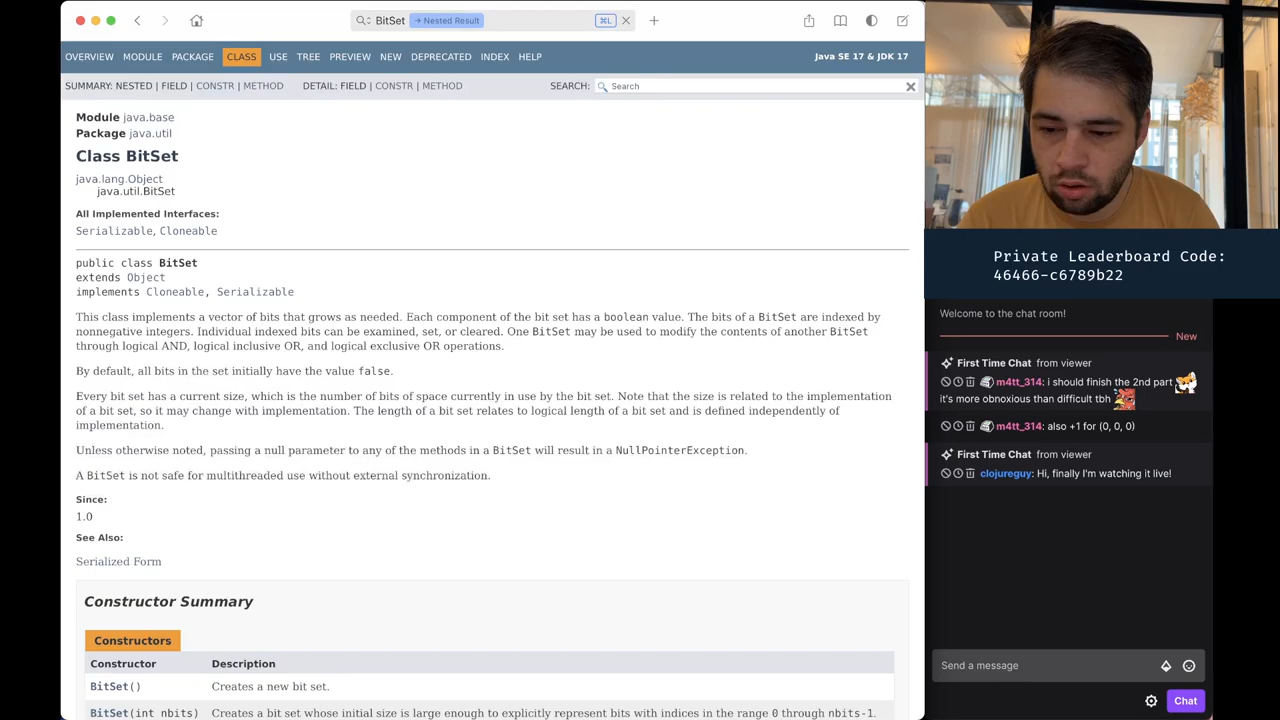 BitSet → Nested Result ⌘L
OVERVIEW MODULE PACKAGE CLASS USE TREE PREVIEW NEW DEPRECATED INDEX HELP Java SE 17 & JDK 17
SUMMARY: NESTED | FIELD | CONSTR | METHOD DETAIL: FIELD | CONSTR | METHOD SEARCH: Search
Module java.base
Package java.util
Class BitSet
java.lang.Object
java.util.BitSet
All Implemented Interfaces:
Serializable, Cloneable
public class BitSet
extends Object
implements Cloneable, Serializable
This class implements a vector of bits that grows as needed. Each component of the bit set has a boolean value. The bits of a BitSet are indexed by
nonnegative integers. Individual indexed bits can be examined, set, or cleared. One BitSet may be used to modify the contents of another BitSet
through logical AND, logical inclusive OR, and logical exclusive OR operations.
By default, all bits in the set initially have the value false.
Every bit set has a current size, which is the number of bits of space currently in use by the bit set. Note that the size is related to the implementation
of a bit set, so it may change with implementation. The length of a bit set relates to logical length of a bit set and is defined independently of
implementation.
Unless otherwise noted, passing a null parameter to any of the methods in a BitSet will result in a NullPointerException.
A BitSet is not safe for multithreaded use without external synchronization.
Since:
1.0
See Also:
Serialized Form
Constructor Summary
Constructors
Constructor Description
BitSet() Creates a new bit set.
BitSet(int nbits) Creates a bit set whose initial size is large enough to explicitly represent bits with indices in the range 0 through nbits-1.
Private Leaderboard Code:
46466-c6789b22
Welcome to the chat room!
New
First Time Chat from viewer
m4tt_314: i should finish the 2nd part
it's more obnoxious than difficult tbh
m4tt_314: also +1 for (0, 0, 0)
First Time Chat from viewer
clojureguy: Hi, finally I'm watching it live!
Send a message
Chat